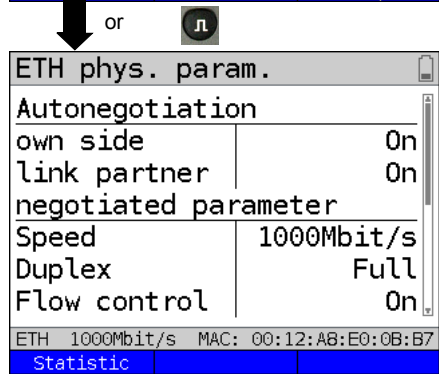 or
ETH phys. param.
Autonegotiation
own side On
link partner On
negotiated parameter
Speed 1000Mbit/s
Duplex Full
Flow control On
ETH 1000Mbit/s MAC: 00:12:A8:E0:0B:B7
Statistic